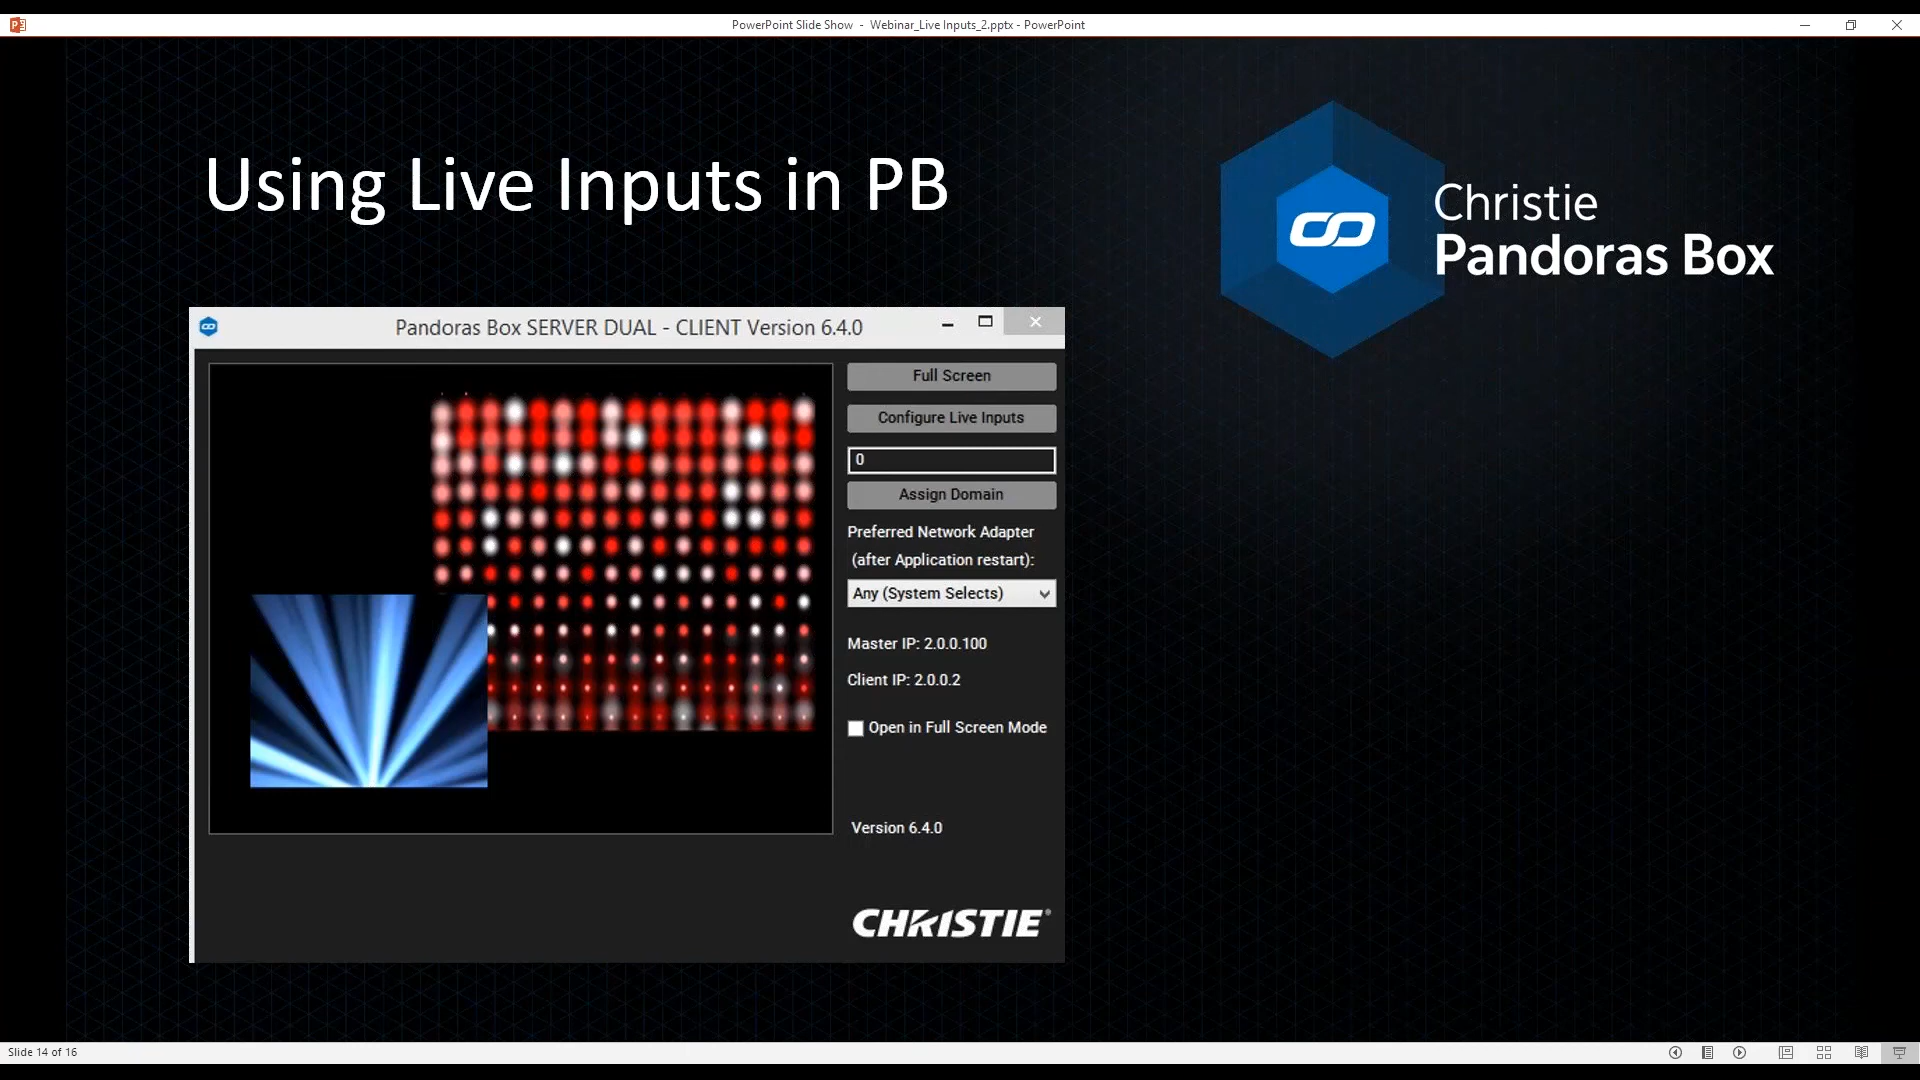 PowerPoint Slide Show - Webinar_Live Inputs_2.pptx - PowerPoint
Using Live Inputs in PB
Christie
Pandoras Box
Pandoras Box SERVER DUAL - CLIENT Version 6.4.0
Full Screen
Configure Live Inputs
0
Assign Domain
Preferred Network Adapter
(after Application restart):
Any (System Selects)
Master IP: 2.0.0.100
Client IP: 2.0.0.2
Open in Full Screen Mode
Version 6.4.0
CHRISTIE®
Slide 14 of 16